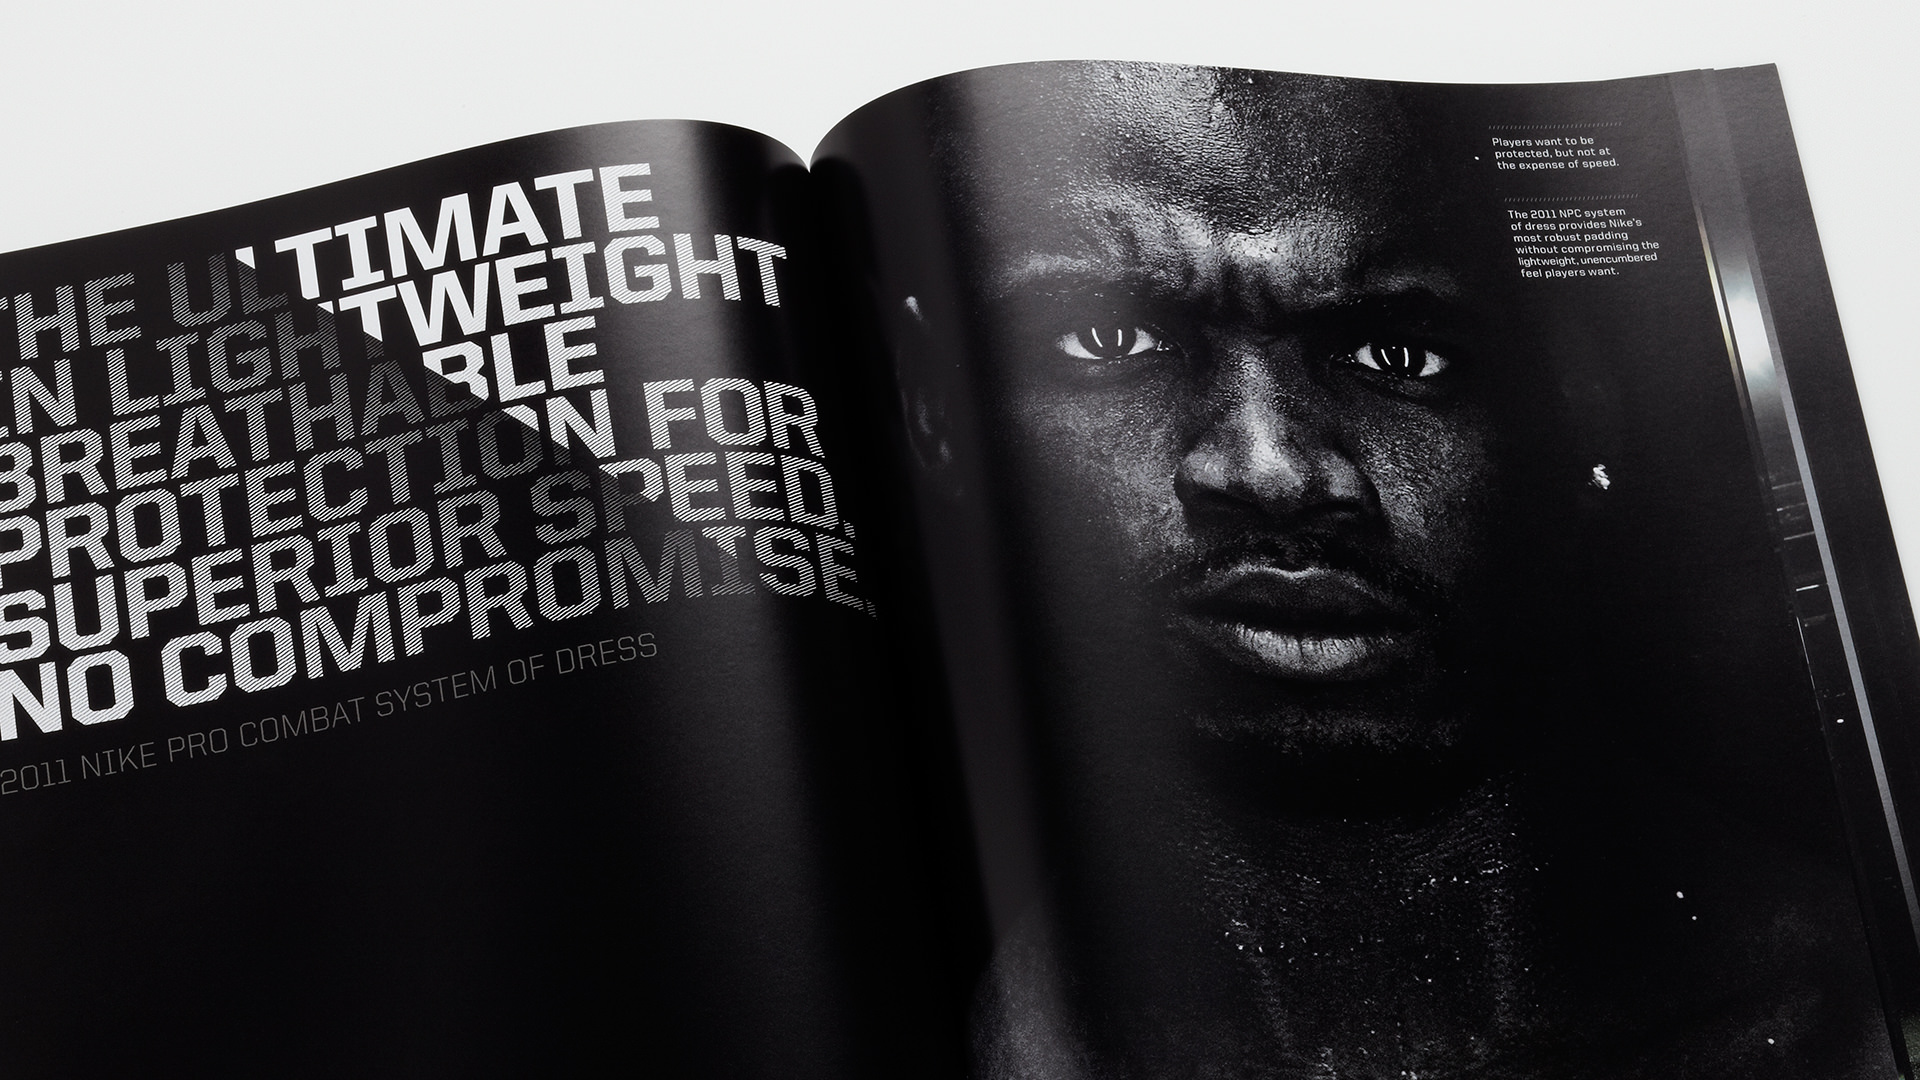 THE ULTIMATE
IN LIGHTWEIGHT
BREATHABLE
PROTECTION FOR
SUPERIOR SPEED.
NO COMPROMISE.
2011 NIKE PRO COMBAT SYSTEM OF DRESS
Players want to be
protected, but not at
the expense of speed.
The 2011 NPC system
of dress provides Nike's
most robust padding
without compromising the
lightweight, unencumbered
feel players want.